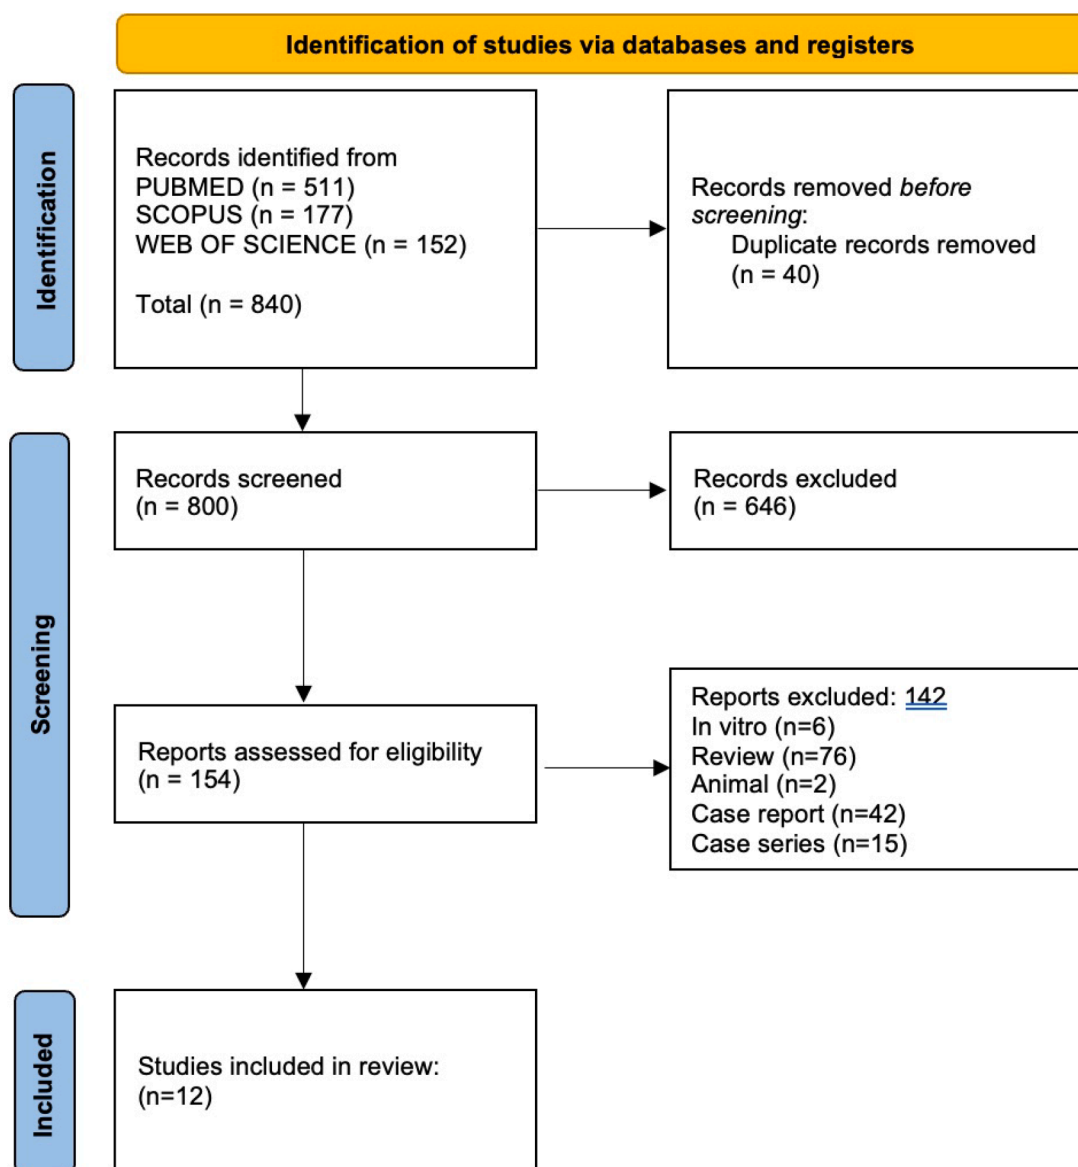 Identification of studies via databases and registers
Identification
Records identified from
PUBMED (n = 511)
SCOPUS (n = 177)
WEB OF SCIENCE (n = 152)
Total (n = 840)
Records removed before
screening:
Duplicate records removed
(n = 40)
Screening
Records screened
(n = 800)
Records excluded
(n = 646)
Reports assessed for eligibility
(n = 154)
Reports excluded: 142
In vitro (n=6)
Review (n=76)
Animal (n=2)
Case report (n=42)
Case series (n=15)
Included
Studies included in review:
(n=12)